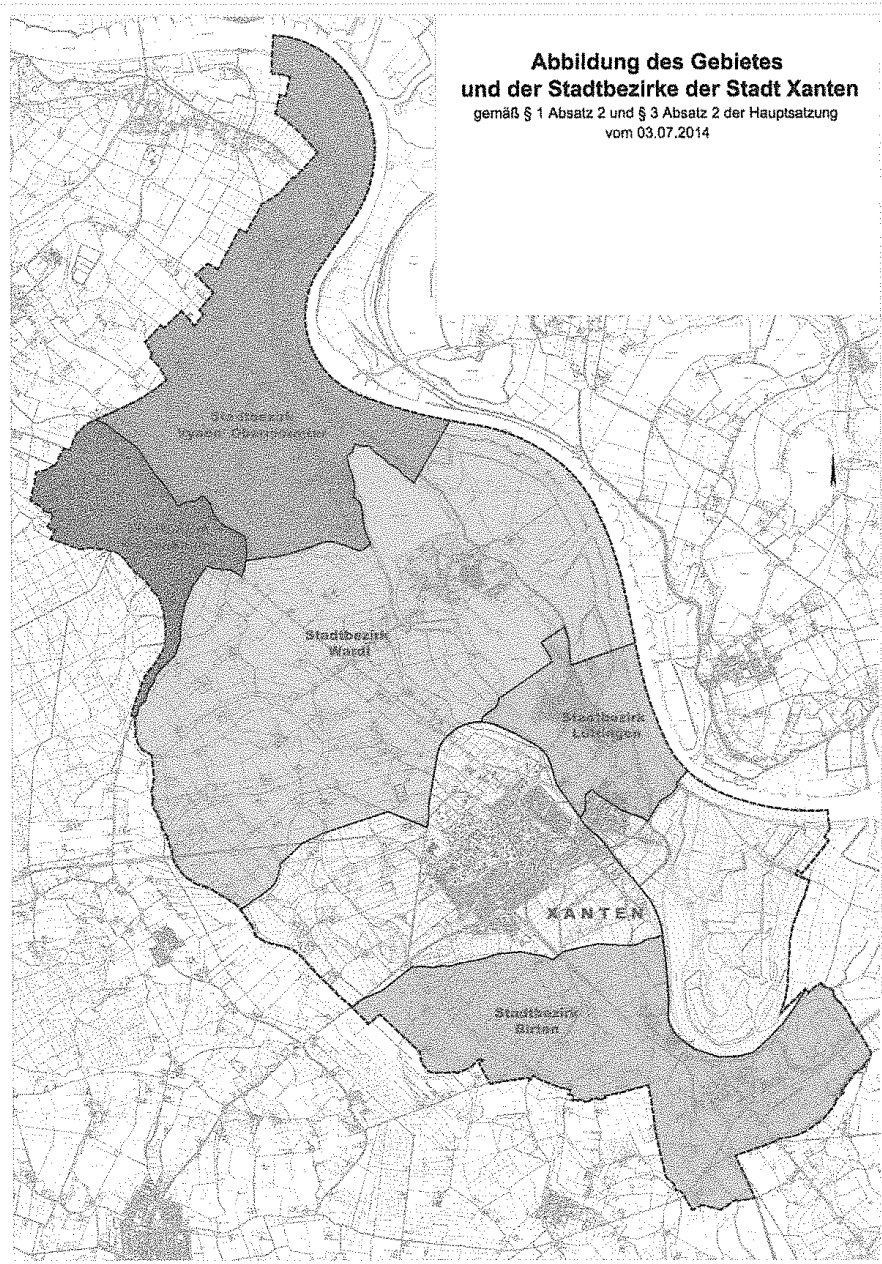 Abbildung des Gebietes
und der Stadtbezirke der Stadt Xanten
gemäß § 1 Absatz 2 und § 3 Absatz 2 der Hauptsatzung
vom 03.07.2014
Stadtbezirk
Stadtbezirk
Wardt
Stadtbezirk
Lüttingen
XANTEN
Stadtbezirk
Birten